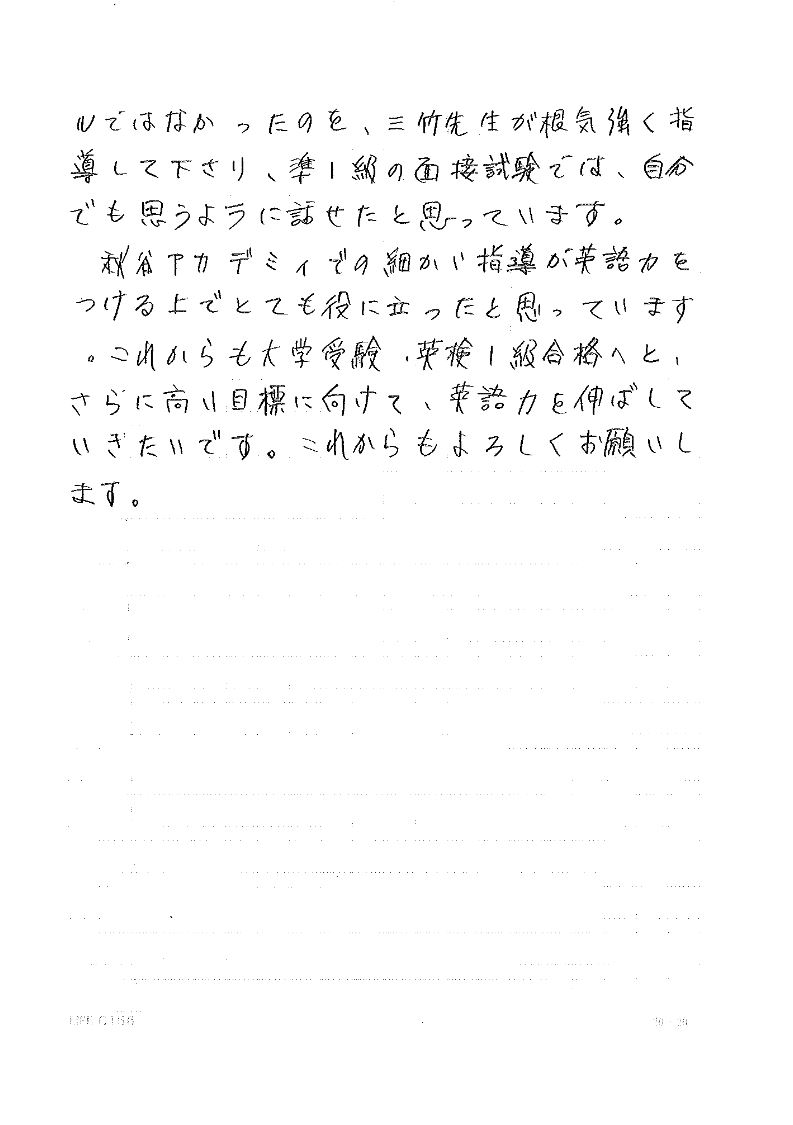 ルではなかったのを、三竹先生が根気強く指
導して下さり、準1級の面接試験では、自分
でも思うように話せたと思っています。
秋谷アカデミィでの細かい指導が英語力を
つける上でとても役に立ったと思っています
。これからも大学受験、英検1級合格へと、
さらに高い目標に向けて、英語力を伸ばして
いきたいです。これからもよろしくお願いし
ます。
LIFE C155
20×20